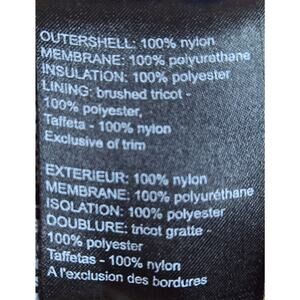 OUTERSHELL: 100% nylon
MEMBRANE: 100% polyurethane
INSULATION: 100% polyester
LINING: brushed tricot -
100% polyester,
Taffeta - 100% nylon
Exclusive of trim
EXTERIEUR: 100% nylon
MEMBRANE: 100% polyuréthane
ISOLATION: 100% polyester
DOUBLURE: tricot gratte -
100% polyester
Taffetas - 100% nylon
A l'exclusion des bordures